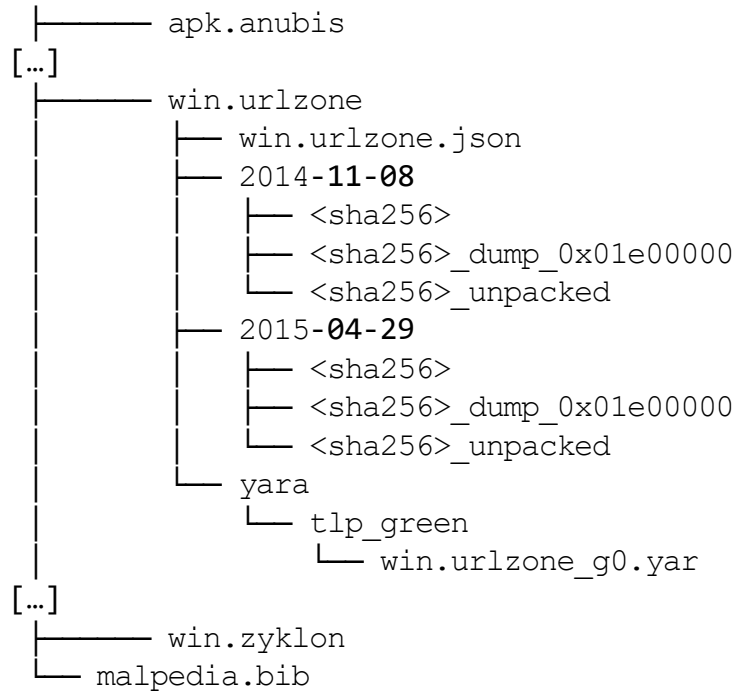 ├────── apk.anubis
[…]
├────── win.urlzone
│       ├── win.urlzone.json
│       ├── 2014-11-08
│       │   ├── <sha256>
│       │   ├── <sha256>_dump_0x01e00000
│       │   └── <sha256>_unpacked
│       ├── 2015-04-29
│       │   ├── <sha256>
│       │   ├── <sha256>_dump_0x01e00000
│       │   └── <sha256>_unpacked
│       └── yara
│           └── tlp_green
│               └── win.urlzone_g0.yar
[…]
├────── win.zyklon
└── malpedia.bib